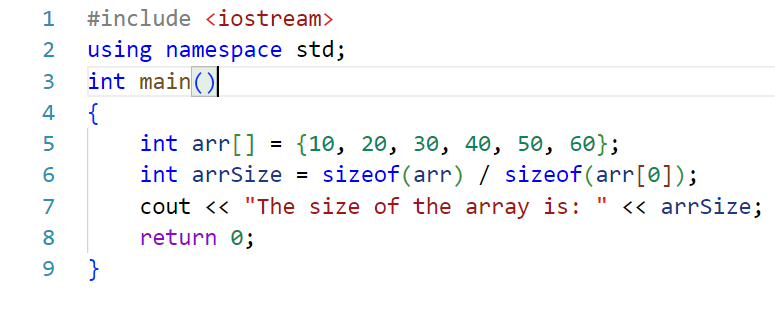 1 #include <iostream>
2 using namespace std;
3 int main()
4 {
5     int arr[] = {10, 20, 30, 40, 50, 60};
6     int arrSize = sizeof(arr) / sizeof(arr[0]);
7     cout << "The size of the array is: " << arrSize;
8     return 0;
9 }